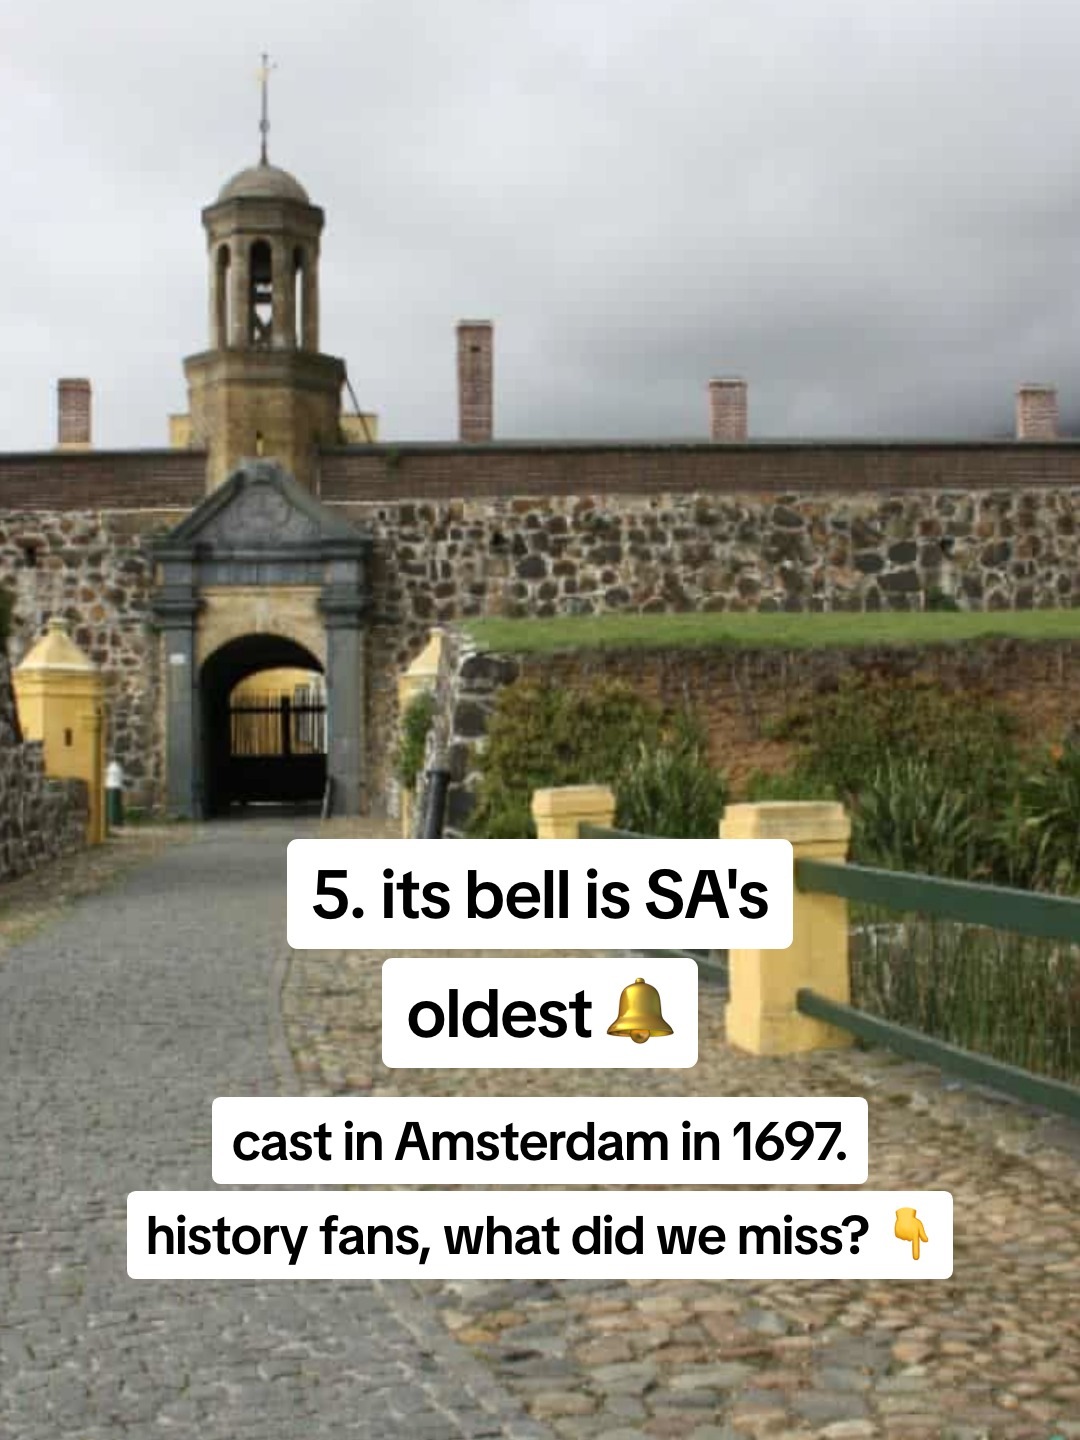 5. its bell is SA's
oldest 🔔
cast in Amsterdam in 1697.
history fans, what did we miss? 👇